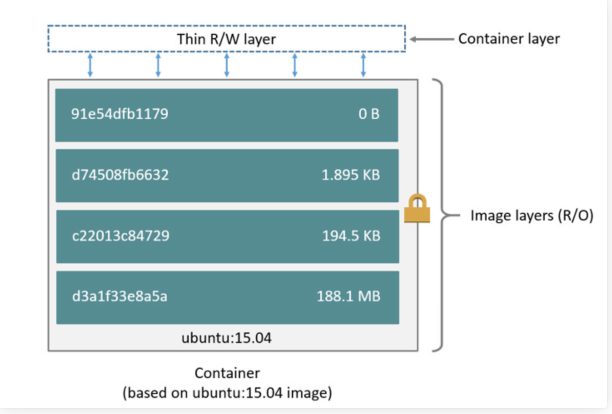 Thin R/W layer
Container layer
91e54dfb1179 0 B
d74508fb6632 1.895 KB
c22013c84729 194.5 KB
Image layers (R/O)
d3a1f33e8a5a 188.1 MB
ubuntu:15.04
Container
(based on ubuntu:15.04 image)